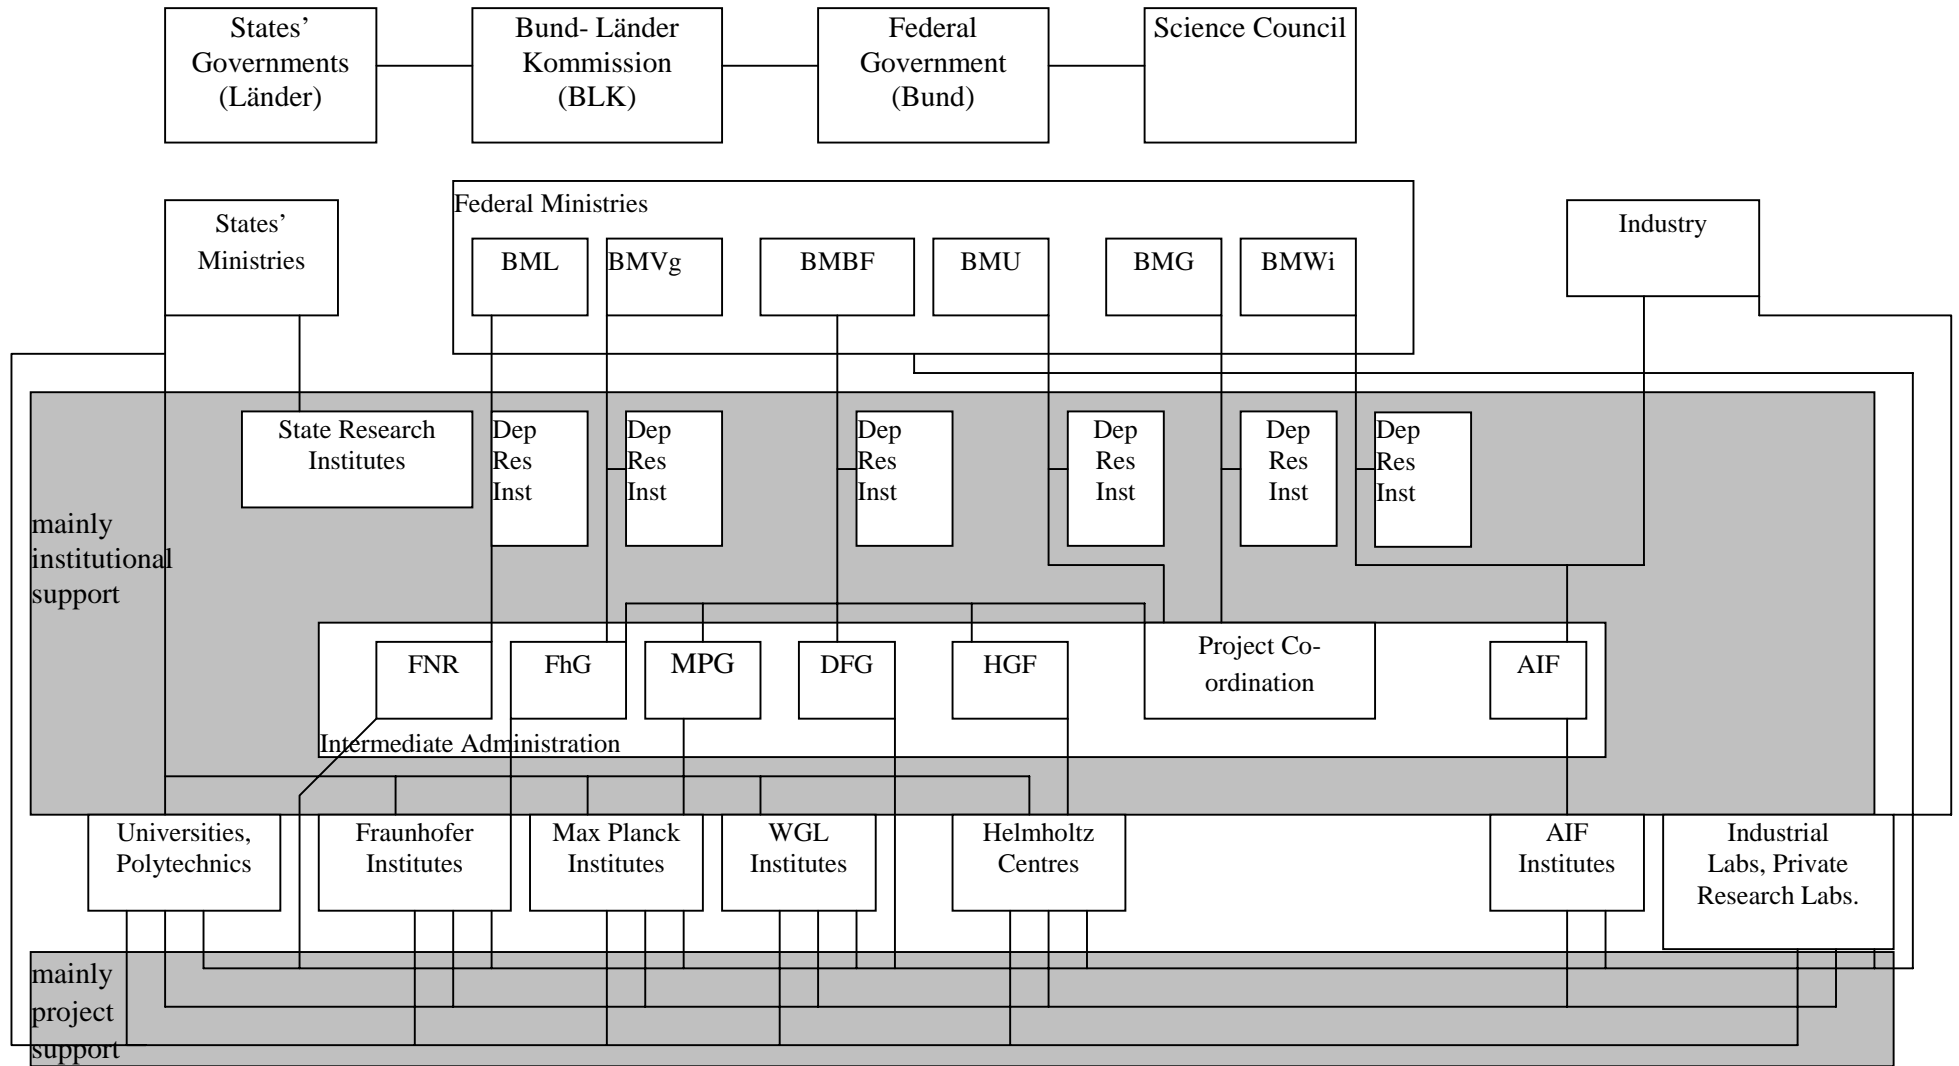 States’
Governments
(Länder)
Bund- Länder
Kommission
(BLK)
Federal
Government
(Bund)
Science Council
States’
Ministries
Federal Ministries
BML
BMVg
BMBF
BMU
BMG
BMWi
Industry
State Research
Institutes
Dep
Res
Inst
Dep
Res
Inst
Dep
Res
Inst
Dep
Res
Inst
Dep
Res
Inst
Dep
Res
Inst
mainly
institutional
support
FNR
FhG
MPG
DFG
HGF
Project Co-
ordination
AIF
Intermediate Administration
Universities,
Polytechnics
Fraunhofer
Institutes
Max Planck
Institutes
WGL
Institutes
Helmholtz
Centres
AIF
Institutes
Industrial
Labs, Private
Research Labs.
mainly
project
support